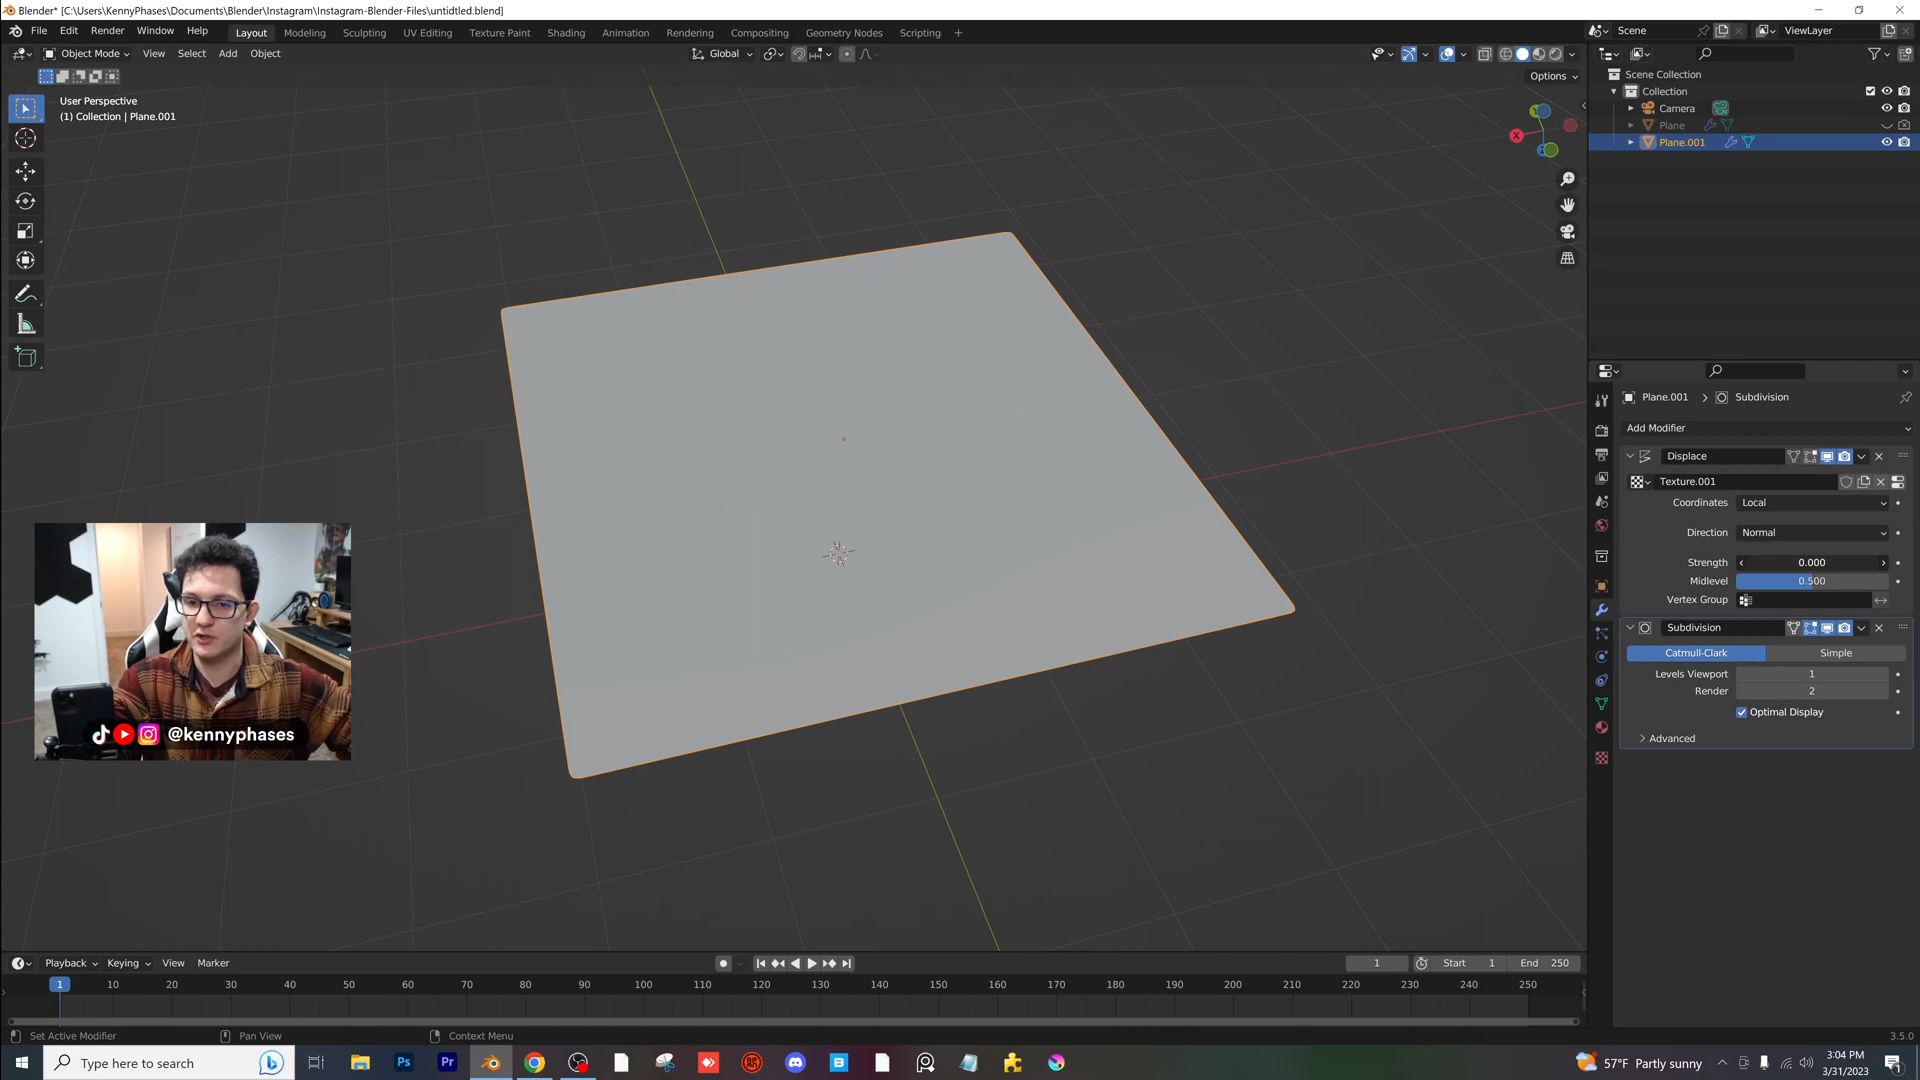 Blender* [C:\Users\KennyPhases\Documents\Blender\Instagram\Instagram-Blender-Files\untidtled.blend]
File Edit Render Window Help Layout Modeling Sculpting UV Editing Texture Paint Shading Animation Rendering Compositing Geometry Nodes Scripting + Scene ViewLayer
Object Mode View Select Add Object Global
Options
User Perspective
(1) Collection | Plane.001
X
Scene Collection
Collection
Camera
Plane
Plane.001
Plane.001 > Subdivision
Add Modifier
Displace
Texture.001
Coordinates Local
Direction Normal
Strength 0.000
Midlevel 0.500
Vertex Group
Subdivision
Catmull-Clark Simple
Levels Viewport 1
Render 2
Optimal Display
Advanced
@kennyphases
Playback Keying View Marker 1 Start 1 End 250
1 10 20 30 40 50 60 70 80 90 100 110 120 130 140 150 160 170 180 190 200 210 220 230 240 250
Set Active Modifier Pan View Context Menu 3.5.0
Type here to search Ps Pr 57°F Partly sunny 3:04 PM
3/31/2023
1